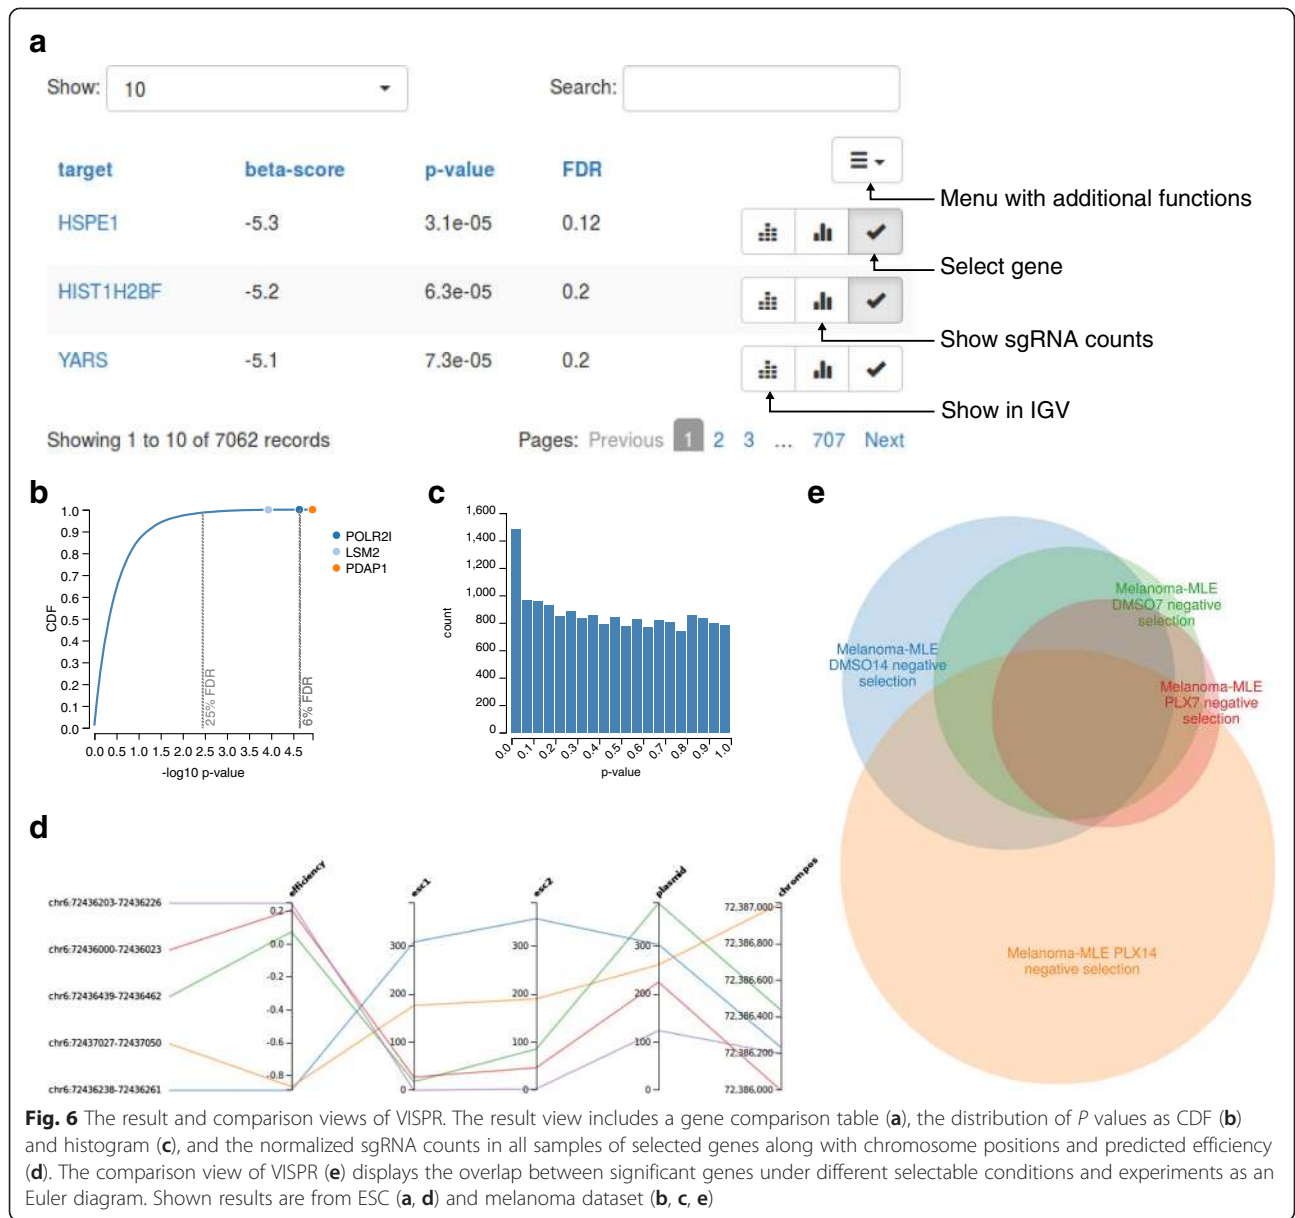 a
Show: 10 Search:
target beta-score p-value FDR
Menu with additional functions
HSPE1 -5.3 3.1e-05 0.12
Select gene
HIST1H2BF -5.2 6.3e-05 0.2
Show sgRNA counts
YARS -5.1 7.3e-05 0.2
Show in IGV
Showing 1 to 10 of 7062 records Pages: Previous 1 2 3 ... 707 Next
b
CDF
1.0
0.9
0.8
0.7
0.6
0.5
0.4
0.3
0.2
0.1
0.0
25% FDR
6% FDR
POLR2I
LSM2
PDAP1
0.0 0.5 1.0 1.5 2.0 2.5 3.0 3.5 4.0 4.5
-log10 p-value
c
count
1,600
1,400
1,200
1,000
800
600
400
200
0
0.0 0.1 0.2 0.3 0.4 0.5 0.6 0.7 0.8 0.9 1.0
p-value
e
Melanoma-MLE
DMSO7 negative
selection
Melanoma-MLE
DMSO14 negative
selection
Melanoma-MLE
PLX7 negative
selection
Melanoma-MLE PLX14
negative selection
d
efficiency esc1 esc2 plasmid chrom pos
chr6:72436203-72436226
chr6:72436000-72436023
chr6:72436439-72436462
chr6:72437027-72437050
chr6:72436238-72436261
0.2
0.0
-0.2
-0.4
-0.6
-0.8
300
200
100
0
300
200
100
0
300
200
100
0
72,387,000
72,386,800
72,386,600
72,386,400
72,386,200
72,386,000
Fig. 6 The result and comparison views of VISPR. The result view includes a gene comparison table (a), the distribution of P values as CDF (b)
and histogram (c), and the normalized sgRNA counts in all samples of selected genes along with chromosome positions and predicted efficiency
(d). The comparison view of VISPR (e) displays the overlap between significant genes under different selectable conditions and experiments as an
Euler diagram. Shown results are from ESC (a, d) and melanoma dataset (b, c, e)